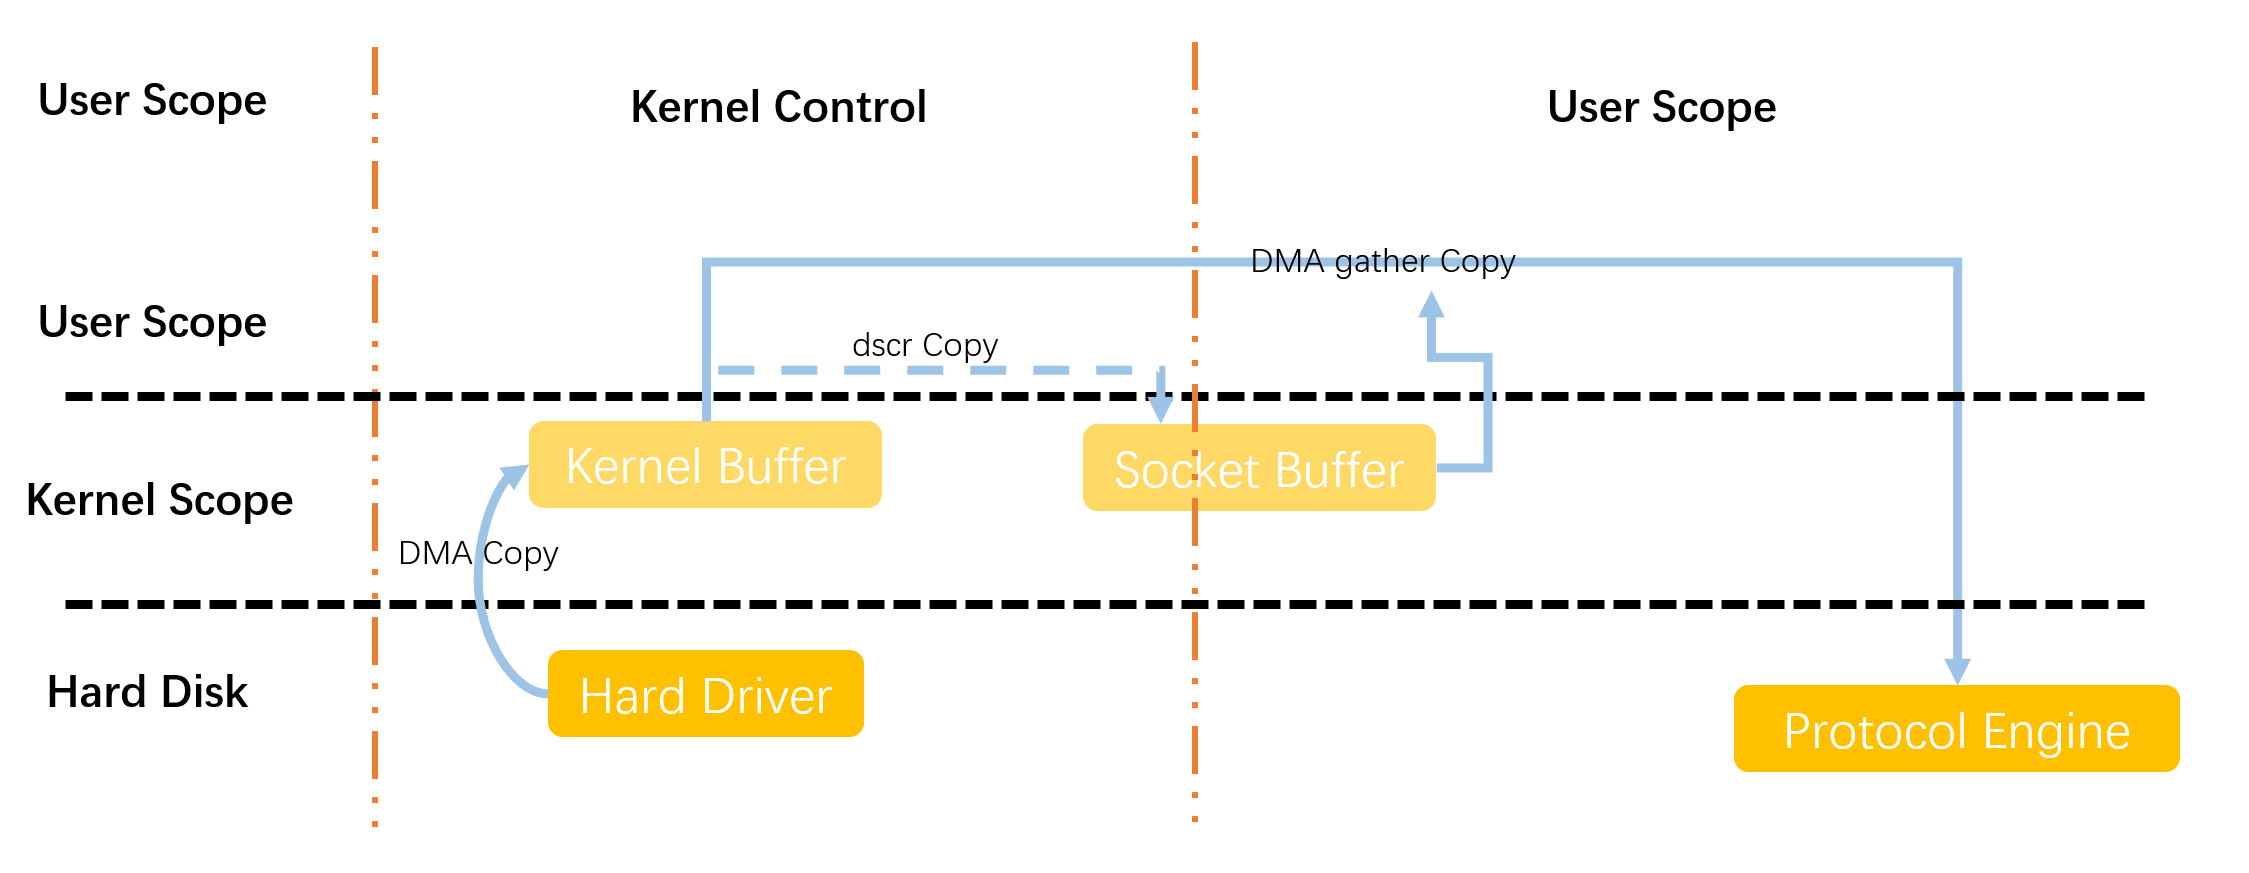 User Scope
Kernel Control
User Scope
DMA gather Copy
User Scope
dscr Copy
Kernel Buffer
Socket Buffer
Kernel Scope
DMA Copy
Hard Disk
Hard Driver
Protocol Engine